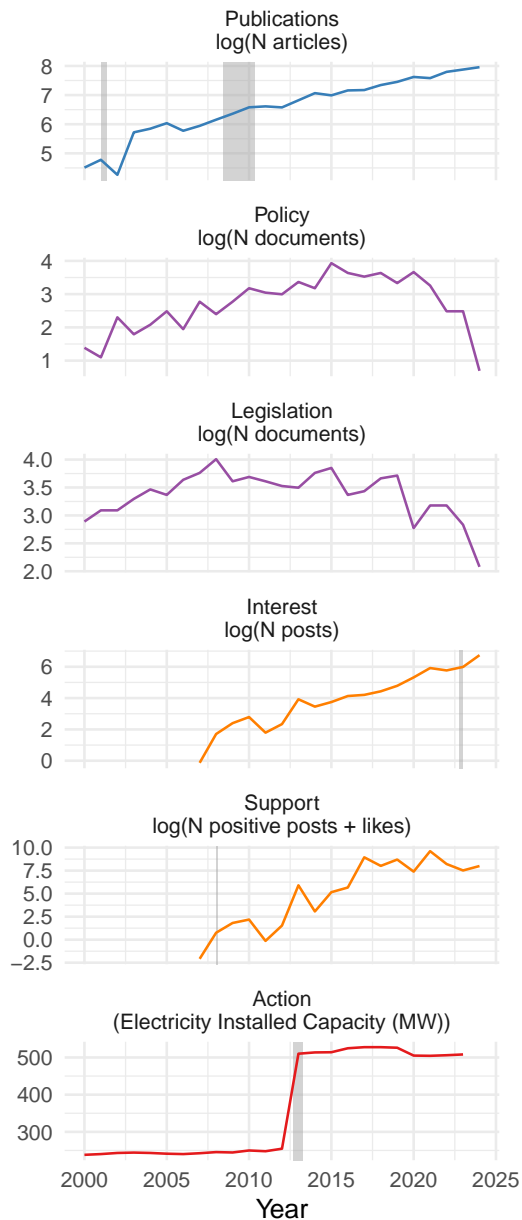 Publications
log(N articles)
8
7
6
5
Policy
log(N documents)
4
3
2
1
Legislation
log(N documents)
4.0
3.5
3.0
2.5
2.0
Interest
log(N posts)
6
4
2
0
Support
log(N positive posts + likes)
10.0
7.5
5.0
2.5
0.0
−2.5
Action
(Electricity Installed Capacity (MW))
500
400
300
2000 2005 2010 2015 2020 2025
Year